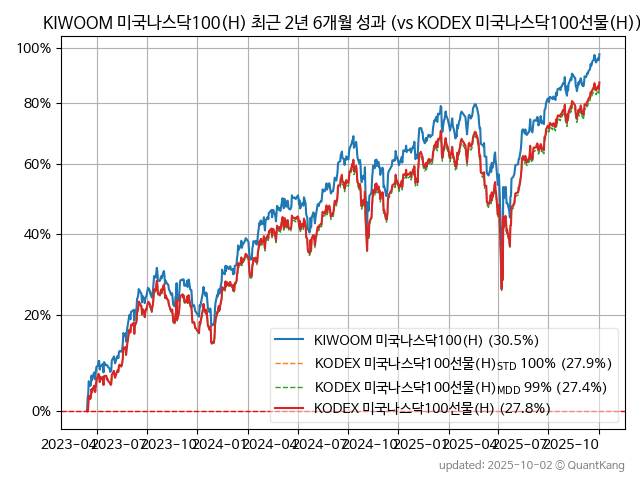 KIWOOM 미국나스닥100(H) 최근 2년 6개월 성과 (vs KODEX 미국나스닥100선물(H))
100%
80%
60%
40%
20%
0%
KIWOOM 미국나스닥100(H) (30.5%)
KODEX 미국나스닥100선물(H)STD 100% (27.9%)
KODEX 미국나스닥100선물(H)MDD 99% (27.4%)
KODEX 미국나스닥100선물(H) (27.8%)
2023-04 2023-07 2023-10 2024-01 2024-04 2024-07 2024-10 2025-01 2025-04 2025-07 2025-10
updated: 2025-10-02 © QuantKang